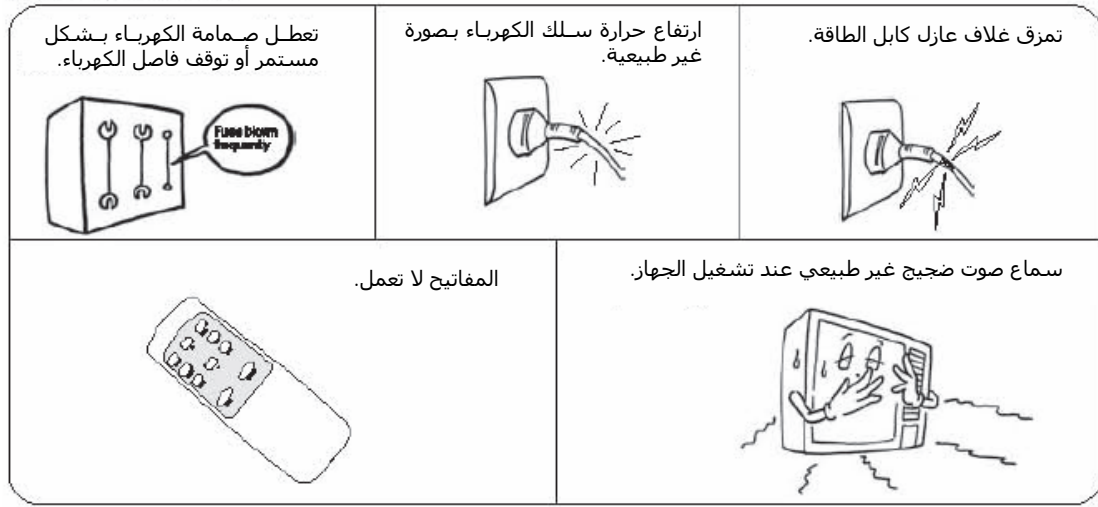 تمزق غلاف عازل كابل الطاقة.
ارتفاع حرارة سلك الكهرباء بصورة
غير طبيعية.
تعطل صمامة الكهرباء بشكل
مستمر أو توقف فاصل الكهرباء.
Fuse blown
frequently
سماع صوت ضجيج غير طبيعي عند تشغيل الجهاز.
المفاتيح لا تعمل.